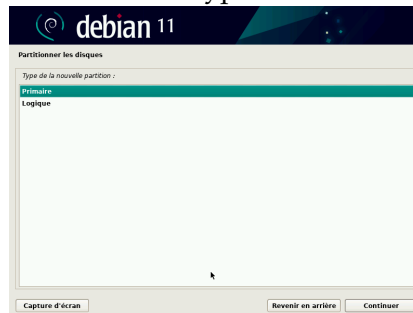 debian 11
Partitionner les disques
Type de la nouvelle partition :
Primaire
Logique
Capture d'écran
Revenir en arrière
Continuer